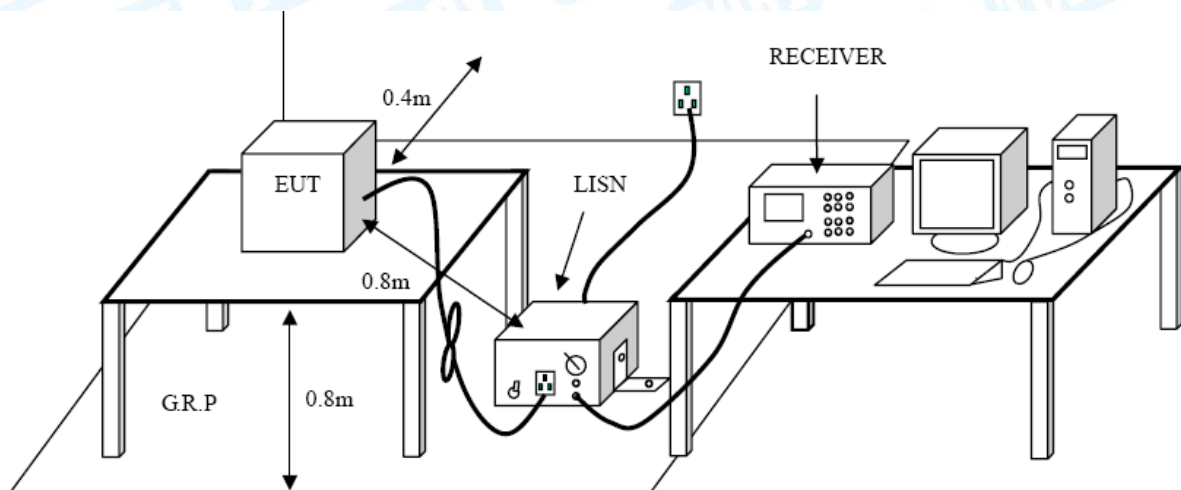 RECEIVER
0.4m
EUT
LISN
0.8m
G.R.P
0.8m